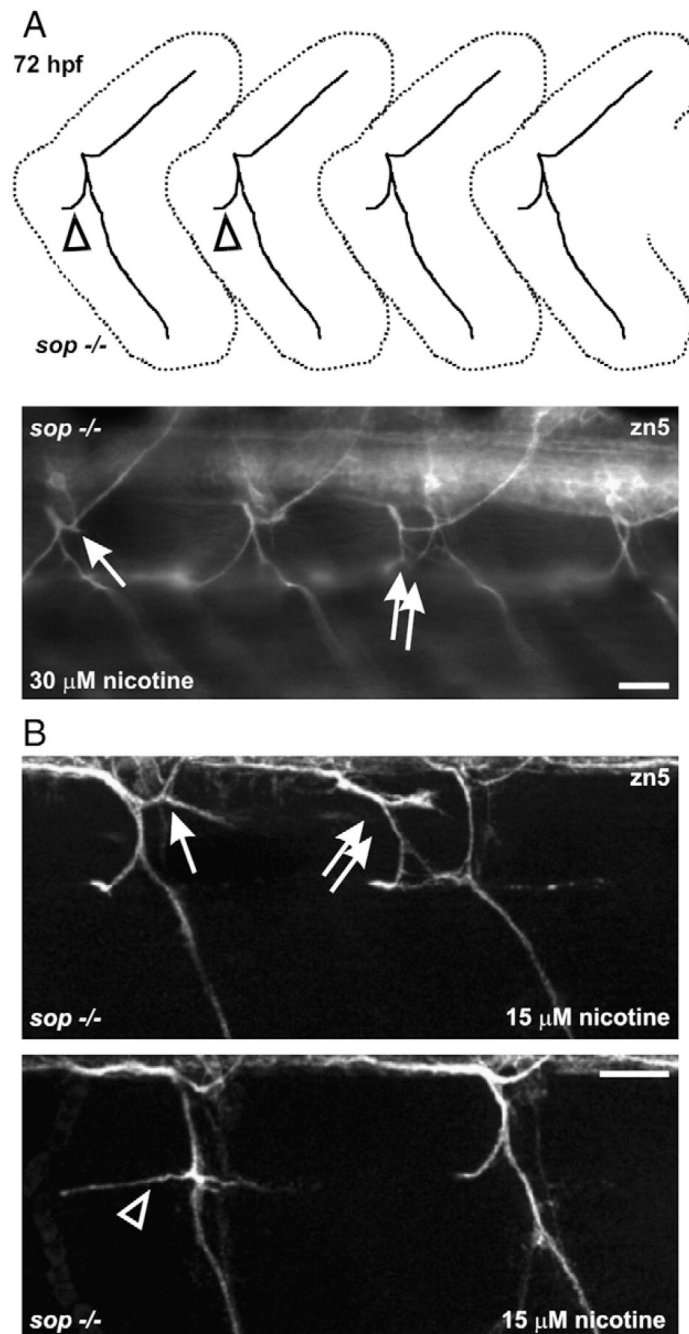 A
72 hpf
sop -/-
sop -/- zn5
30 μM nicotine
B
zn5
sop -/- 15 μM nicotine
sop -/- 15 μM nicotine